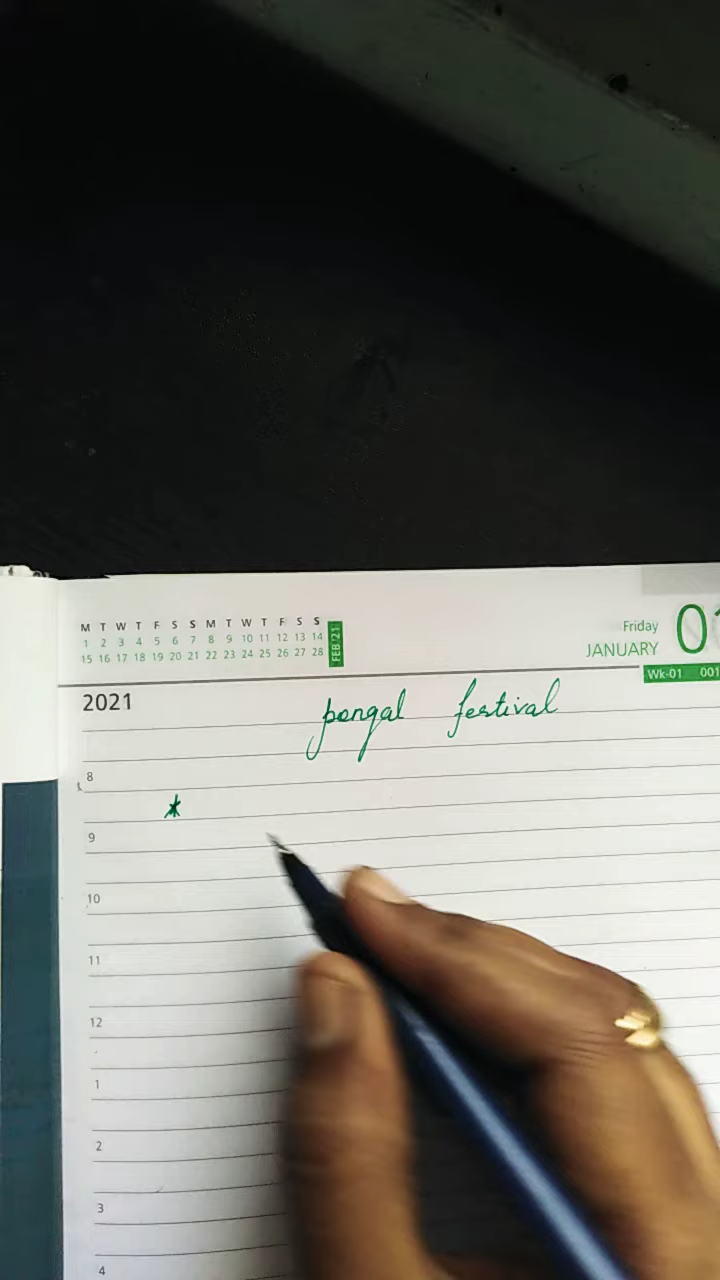 M T W T F S S M T W T F S S
1 2 3 4 5 6 7 8 9 10 11 12 13 14
15 16 17 18 19 20 21 22 23 24 25 26 27 28
FEB '21
Friday
JANUARY 01
Wk-01 001
2021
pongal festival
8
*
9
10
11
12
1
2
3
4